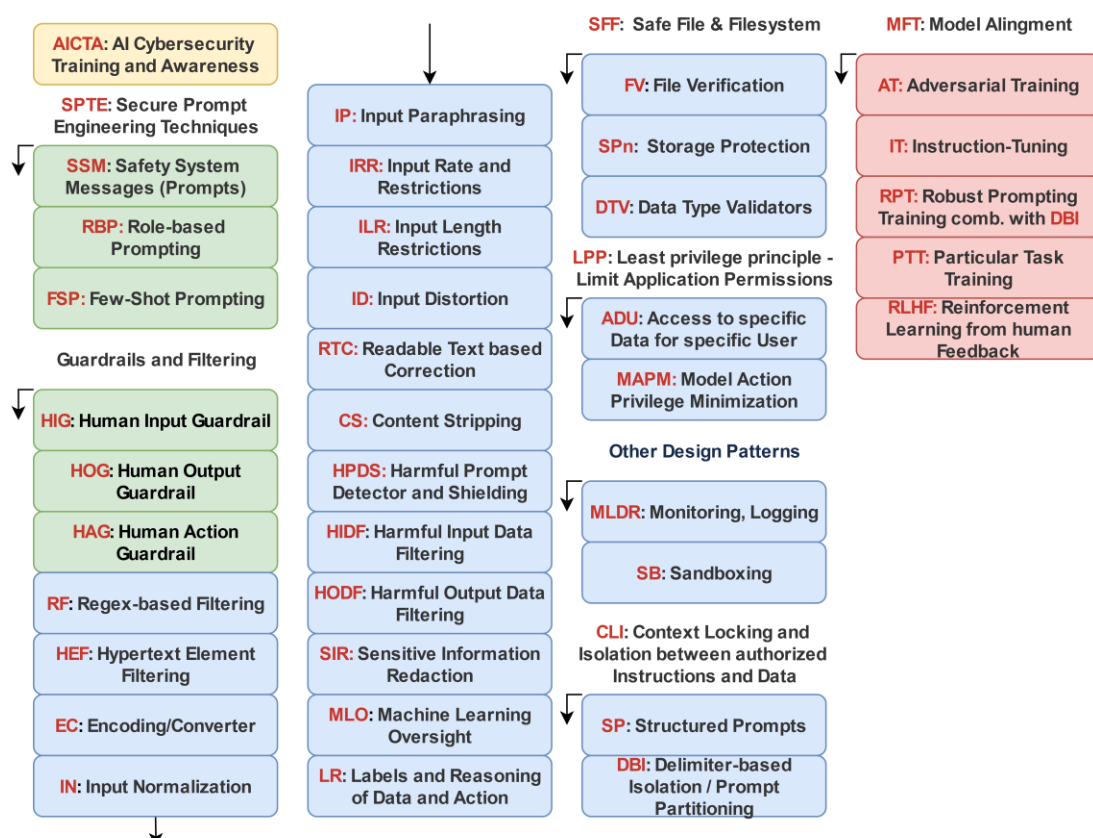 AICTA: AI Cybersecurity
Training and Awareness
SPTE: Secure Prompt
Engineering Techniques
SSM: Safety System
Messages (Prompts)
RBP: Role-based
Prompting
FSP: Few-Shot Prompting
Guardrails and Filtering
HIG: Human Input Guardrail
HOG: Human Output
Guardrail
HAG: Human Action
Guardrail
RF: Regex-based Filtering
HEF: Hypertext Element
Filtering
EC: Encoding/Converter
IN: Input Normalization
IP: Input Paraphrasing
IRR: Input Rate and
Restrictions
ILR: Input Length
Restrictions
ID: Input Distortion
RTC: Readable Text based
Correction
CS: Content Stripping
HPDS: Harmful Prompt
Detector and Shielding
HIDF: Harmful Input Data
Filtering
HODF: Harmful Output Data
Filtering
SIR: Sensitive Information
Redaction
MLO: Machine Learning
Oversight
LR: Labels and Reasoning
of Data and Action
SFF: Safe File & Filesystem
FV: File Verification
SPn: Storage Protection
DTV: Data Type Validators
LPP: Least privilege principle -
Limit Application Permissions
ADU: Access to specific
Data for specific User
MAPM: Model Action
Privilege Minimization
Other Design Patterns
MLDR: Monitoring, Logging
SB: Sandboxing
CLI: Context Locking and
Isolation between authorized
Instructions and Data
SP: Structured Prompts
DBI: Delimiter-based
Isolation / Prompt
Partitioning
MFT: Model Alingment
AT: Adversarial Training
IT: Instruction-Tuning
RPT: Robust Prompting
Training comb. with DBI
PTT: Particular Task
Training
RLHF: Reinforcement
Learning from human
Feedback